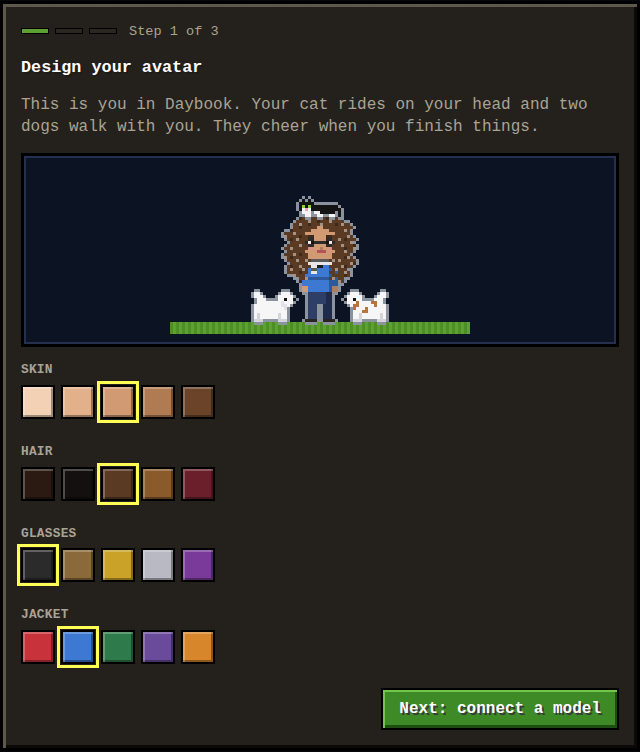 Step 1 of 3
Design your avatar
This is you in Daybook. Your cat rides on your head and two
dogs walk with you. They cheer when you finish things.
SKIN
HAIR
GLASSES
JACKET
Next: connect a model